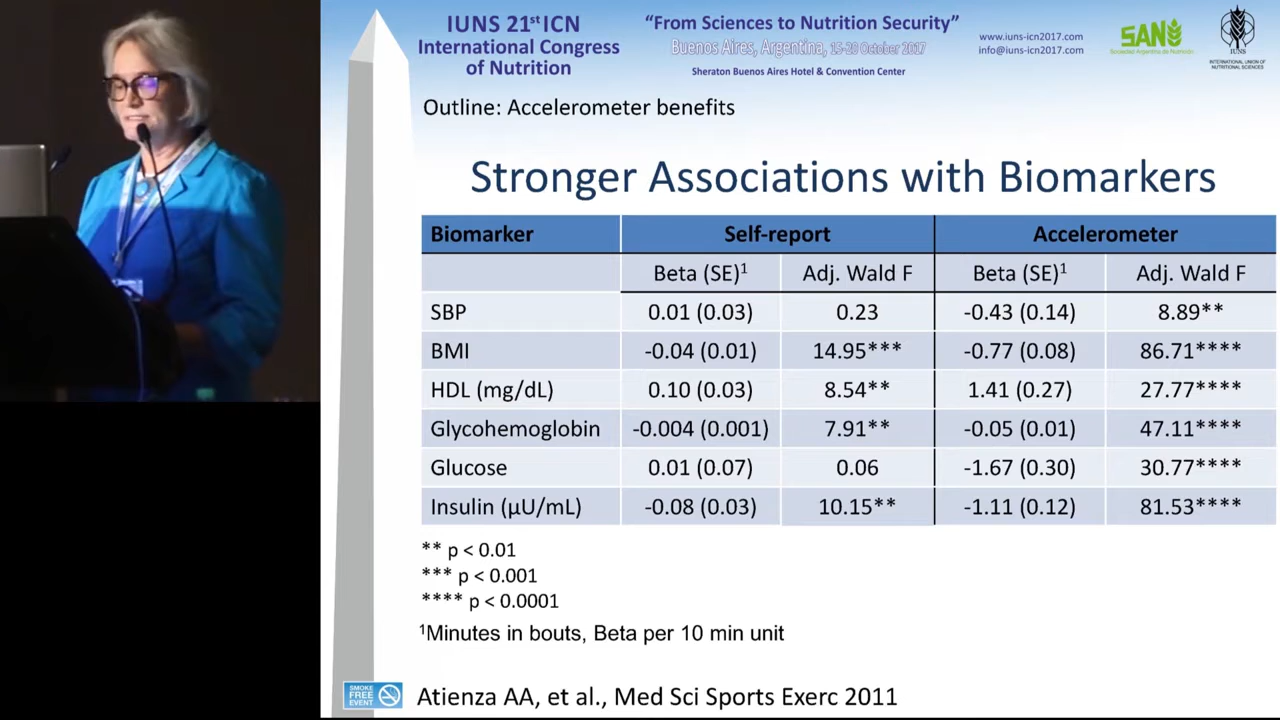 IUNS 21st ICN
International Congress
of Nutrition
“From Sciences to Nutrition Security”
Buenos Aires, Argentina, 15-20 October 2017
Sheraton Buenos Aires Hotel & Convention Center
www.iuns-icn2017.com
info@iuns-icn2017.com
SAN
Sociedad Argentina de Nutrición
IUNS
INTERNATIONAL UNION OF
NUTRITIONAL SCIENCES
Outline: Accelerometer benefits
Stronger Associations with Biomarkers
Biomarker Self-report Accelerometer
Beta (SE)¹ Adj. Wald F Beta (SE)¹ Adj. Wald F
SBP 0.01 (0.03) 0.23 -0.43 (0.14) 8.89**
BMI -0.04 (0.01) 14.95*** -0.77 (0.08) 86.71****
HDL (mg/dL) 0.10 (0.03) 8.54** 1.41 (0.27) 27.77****
Glycohemoglobin -0.004 (0.001) 7.91** -0.05 (0.01) 47.11****
Glucose 0.01 (0.07) 0.06 -1.67 (0.30) 30.77****
Insulin (µU/mL) -0.08 (0.03) 10.15** -1.11 (0.12) 81.53****
** p < 0.01
*** p < 0.001
**** p < 0.0001
¹Minutes in bouts, Beta per 10 min unit
SMOKE
FREE
EVENT
Atienza AA, et al., Med Sci Sports Exerc 2011